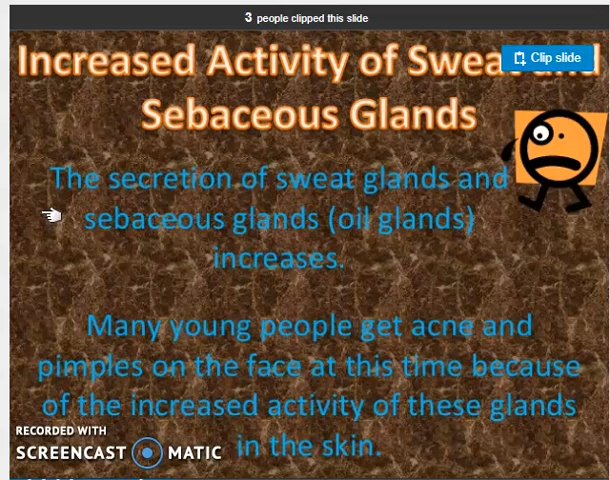 3 people clipped this slide
Increased Activity of Sweat and
Clip slide
Sebaceous Glands
The secretion of sweat glands and
sebaceous glands (oil glands)
increases.
Many young people get acne and
pimples on the face at this time because
of the increased activity of these glands
in the skin.
RECORDED WITH
SCREENCAST MATIC